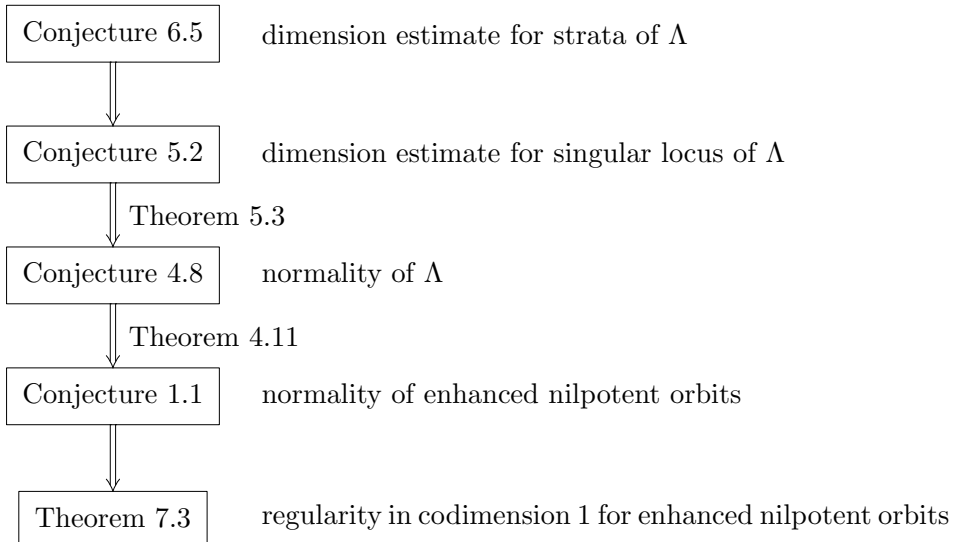 Conjecture 6.5 dimension estimate for strata of Λ
Conjecture 5.2 dimension estimate for singular locus of Λ
Theorem 5.3
Conjecture 4.8 normality of Λ
Theorem 4.11
Conjecture 1.1 normality of enhanced nilpotent orbits
Theorem 7.3 regularity in codimension 1 for enhanced nilpotent orbits